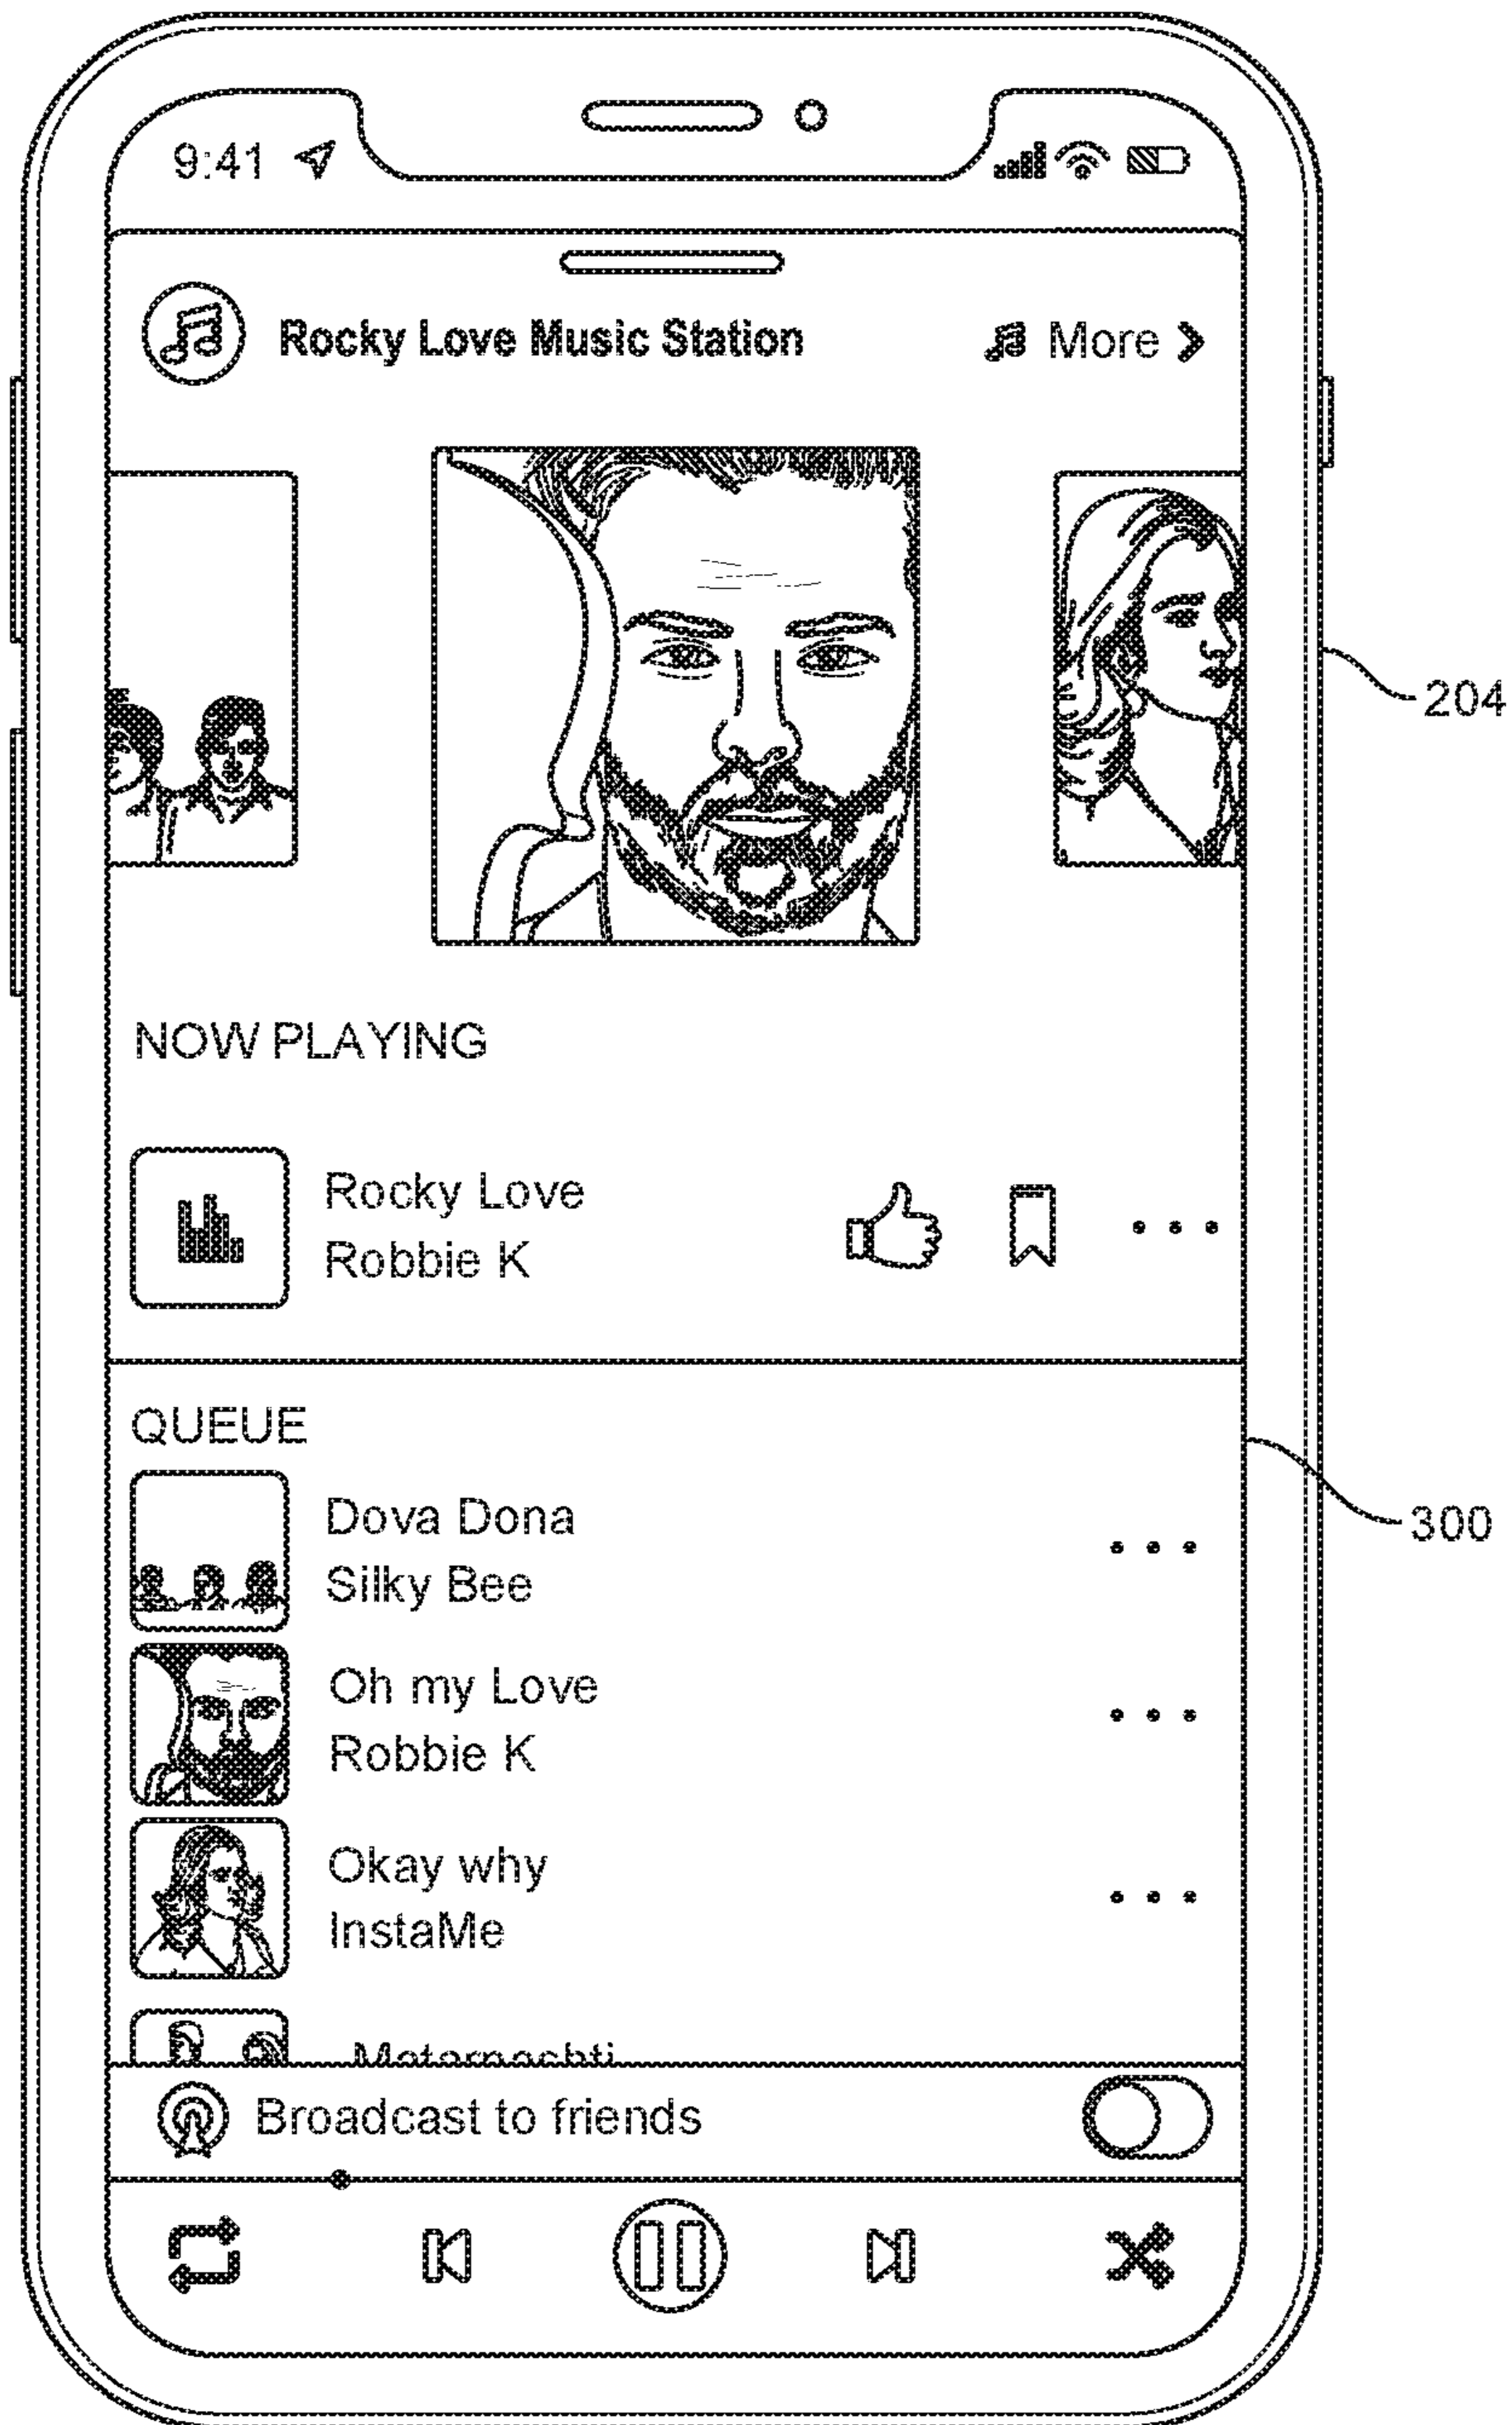 9:41
Rocky Love Music Station
More
204
NOW PLAYING
Rocky Love
Robbie K
QUEUE
300
Dova Dona
Silky Bee
Oh my Love
Robbie K
Okay why
InstaMe
Broadcast to friends